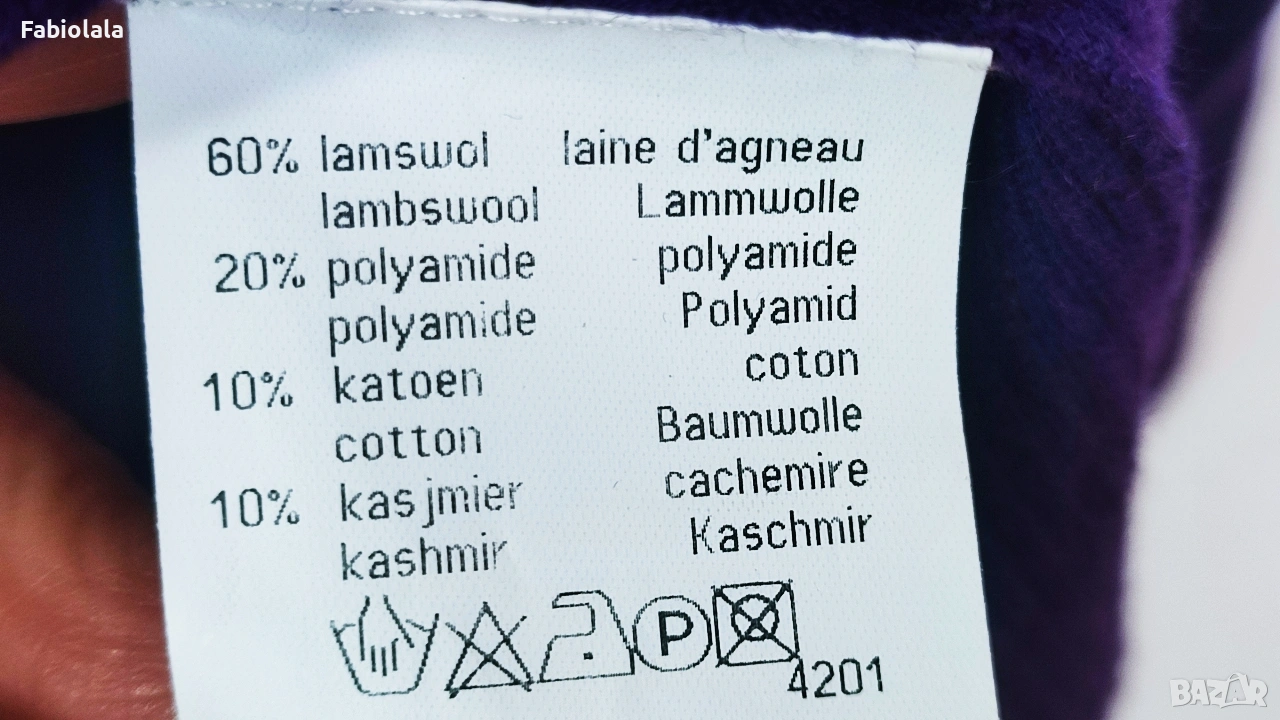 Fabiolala
60% lamswol laine d'agneau
lambswool Lammwolle
20% polyamide polyamide
polyamide Polyamid
10% katoen coton
cotton Baumwolle
10% kasjmier cachemire
kashmir Kaschmir
P
4201
BAZAR